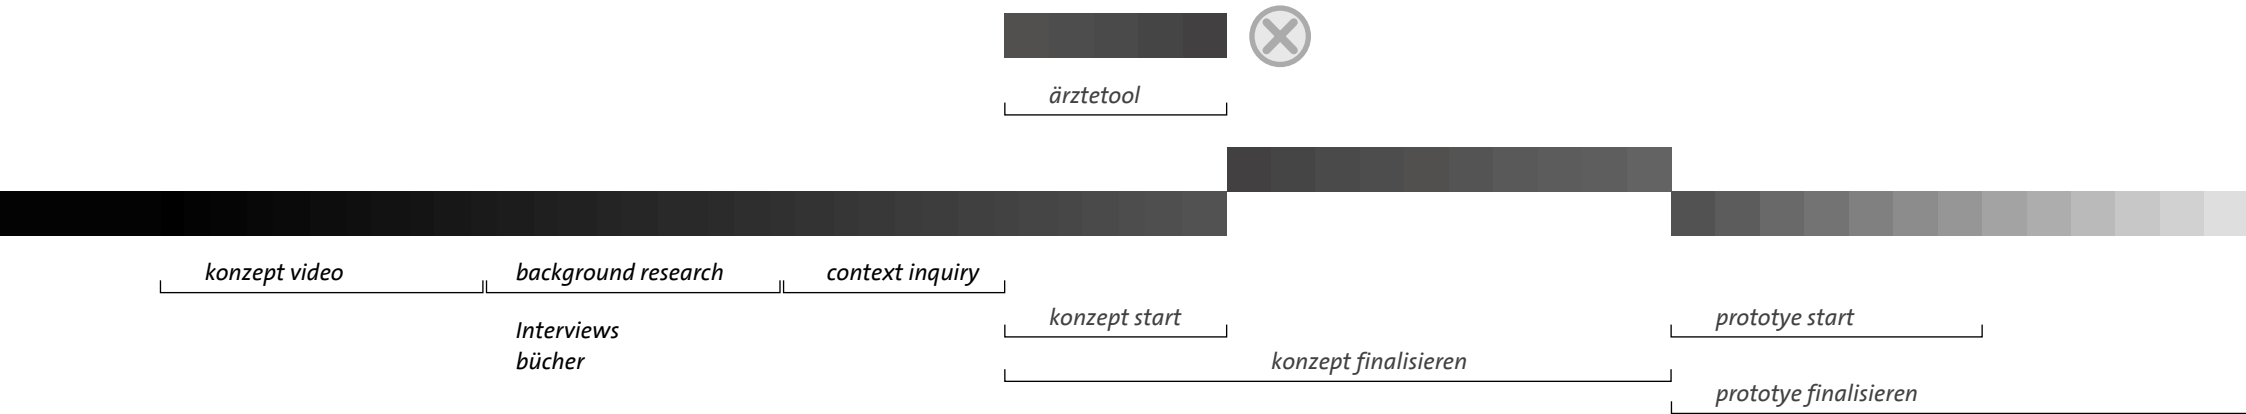 ärztetool
konzept video
background research
context inquiry
Interviews
bücher
konzept start
konzept finalisieren
prototye start
prototye finalisieren